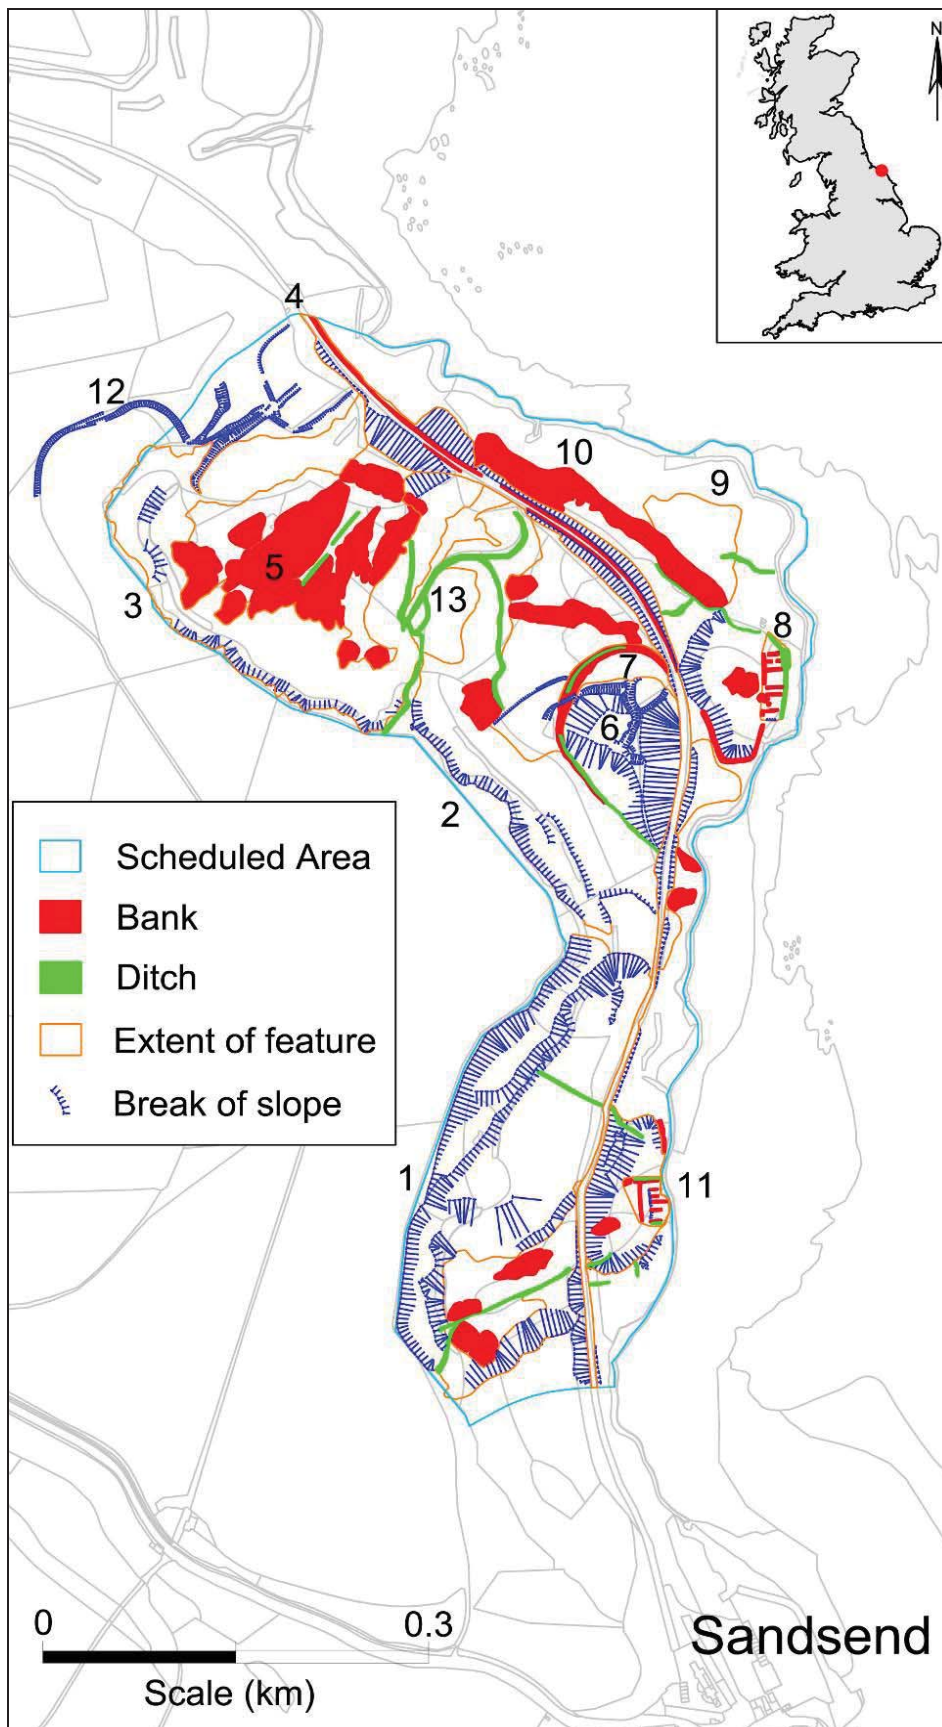 N
4
12
10
9
5
3
13
8
7
6
2
Scheduled Area
Bank
Ditch
Extent of feature
Break of slope
1
11
0 0.3
Scale (km)
Sandsend